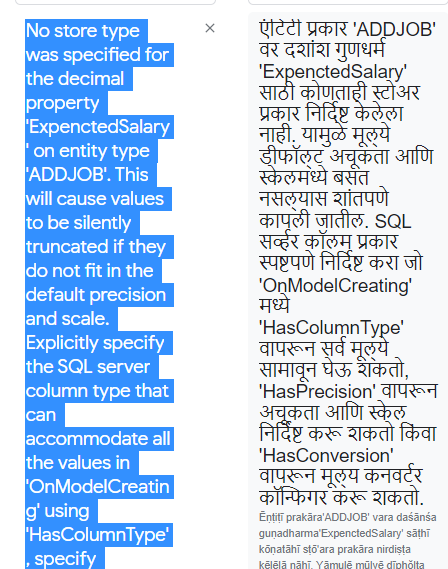 No store type
was specified for
the decimal
property
'ExpenctedSalary
' on entity type
'ADDJOB'. This
will cause values
to be silently
truncated if they
do not fit in the
default precision
and scale.
Explicitly specify
the SQL server
column type that
can
accommodate all
the values in
'OnModelCreatin
g' using
'HasColumnType'
, specify
×
एंटिटी प्रकार 'ADDJOB'
वर दशांश गुणधर्म
'ExpenctedSalary'
साठी कोणताही स्टोअर
प्रकार निर्दिष्ट केलेला
नाही. यामुळे मूल्ये
डीफॉल्ट अचूकता आणि
स्केलमध्ये बसत
नसल्यास शांतपणे
कापली जातील. SQL
सर्व्हर कॉलम प्रकार
स्पष्टपणे निर्दिष्ट करा जो
'OnModelCreating'
मध्ये
'HasColumnType'
वापरून सर्व मूल्ये
सामावून घेऊ शकतो,
'HasPrecision' वापरून
अचूकता आणि स्केल
निर्दिष्ट करू शकतो किंवा
'HasConversion'
वापरून मूल्य कनवर्टर
कॉन्फिगर करू शकतो.
Ēṇṭiṭī prakāra'ADDJOB' vara daśānśa
guṇadharma'ExpenctedSalary' sāṭhī
kōṇatāhī sṭō'ara prakāra nirdiṣṭa
kēlēlā nāhī. Yāmuḷē mūlyē ḍīphŏlṭa